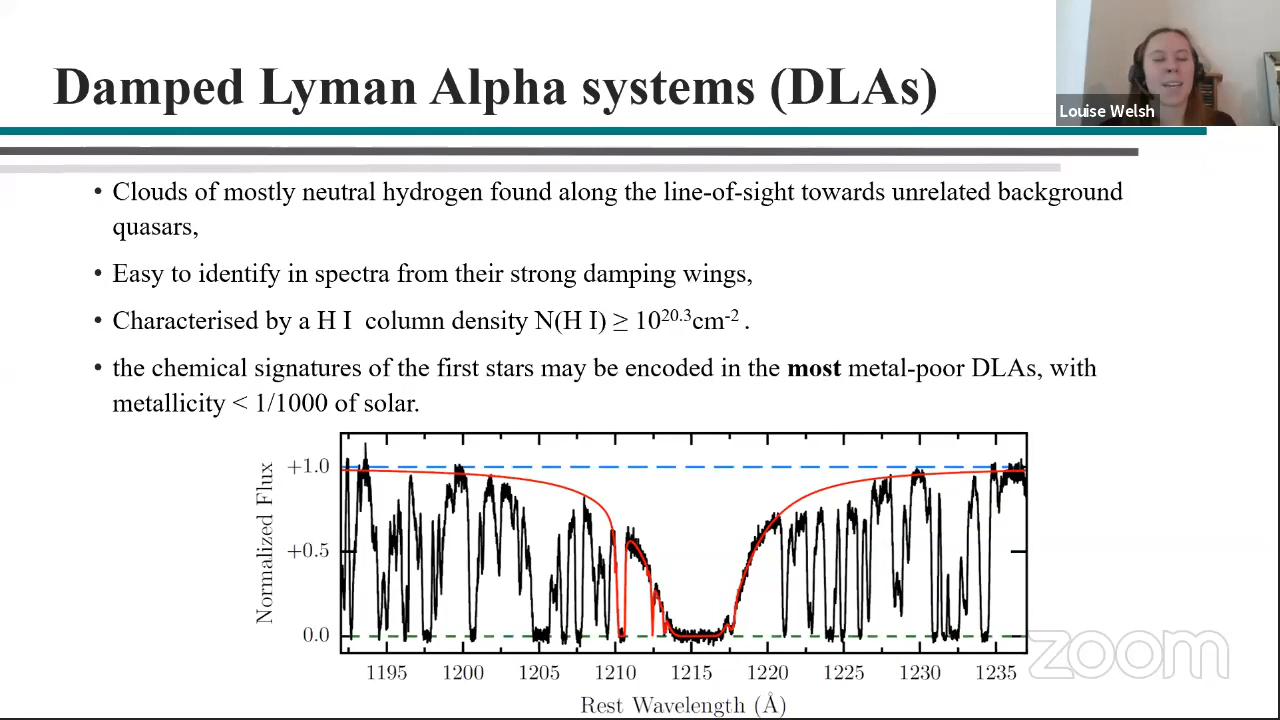 Damped Lyman Alpha systems (DLAs)
Louise Welsh
• Clouds of mostly neutral hydrogen found along the line-of-sight towards unrelated background
quasars,
• Easy to identify in spectra from their strong damping wings,
• Characterised by a H I column density N(H I) ≥ 10^20.3 cm^-2 .
• the chemical signatures of the first stars may be encoded in the most metal-poor DLAs, with
metallicity < 1/1000 of solar.
+1.0
+0.5
0.0
Normalized Flux
1195 1200 1205 1210 1215 1220 1225 1230 1235
Rest Wavelength (Å)
zoom